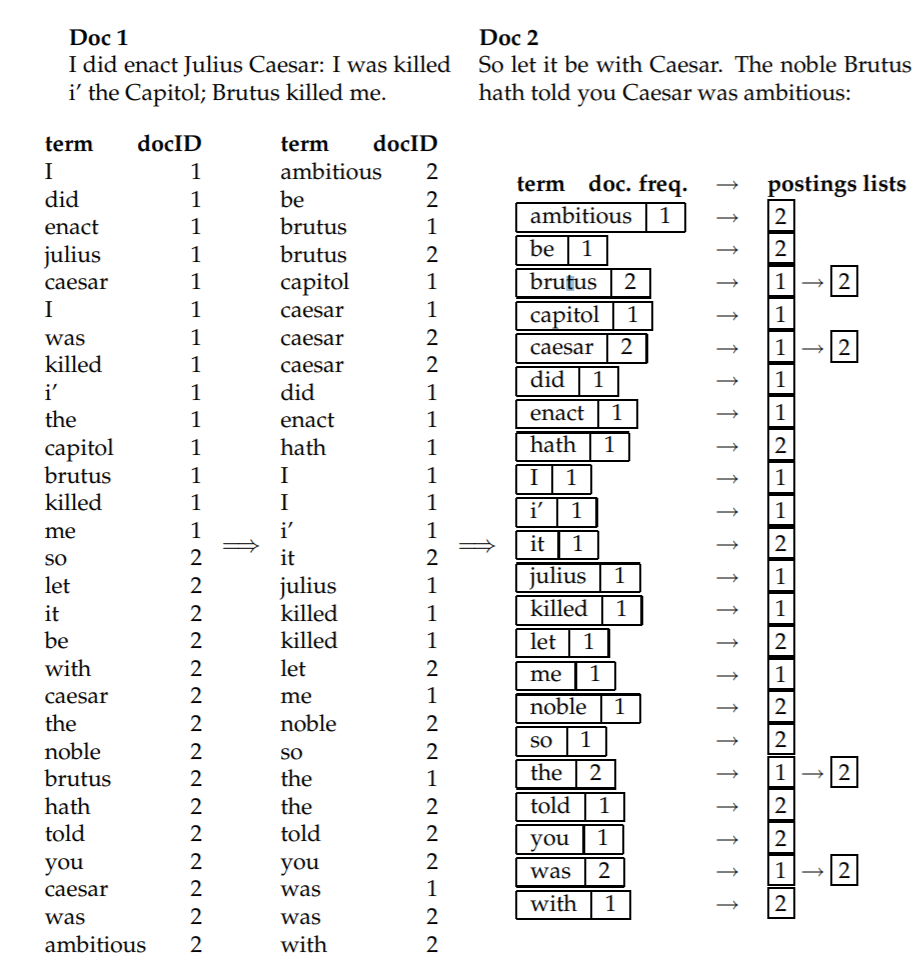 Doc 1
I did enact Julius Caesar: I was killed
i' the Capitol; Brutus killed me.
Doc 2
So let it be with Caesar. The noble Brutus
hath told you Caesar was ambitious:
term docID
I 1
did 1
enact 1
julius 1
caesar 1
I 1
was 1
killed 1
i' 1
the 1
capitol 1
brutus 1
killed 1
me 1
so 2
let 2
it 2
be 2
with 2
caesar 2
the 2
noble 2
brutus 2
hath 2
told 2
you 2
caesar 2
was 2
ambitious 2
⟹
term docID
ambitious 2
be 2
brutus 1
brutus 2
capitol 1
caesar 1
caesar 2
caesar 2
did 1
enact 1
hath 1
I 1
I 1
i' 1
it 2
julius 1
killed 1
killed 1
let 2
me 1
noble 2
so 2
the 1
the 2
told 2
you 2
was 1
was 2
with 2
⟹
term doc. freq. → postings lists
ambitious 1 → 2
be 1 → 2
brutus 2 → 1 → 2
capitol 1 → 1
caesar 2 → 1 → 2
did 1 → 1
enact 1 → 1
hath 1 → 2
I 1 → 1
i' 1 → 1
it 1 → 2
julius 1 → 1
killed 1 → 1
let 1 → 2
me 1 → 1
noble 1 → 2
so 1 → 2
the 2 → 1 → 2
told 1 → 2
you 1 → 2
was 2 → 1 → 2
with 1 → 2